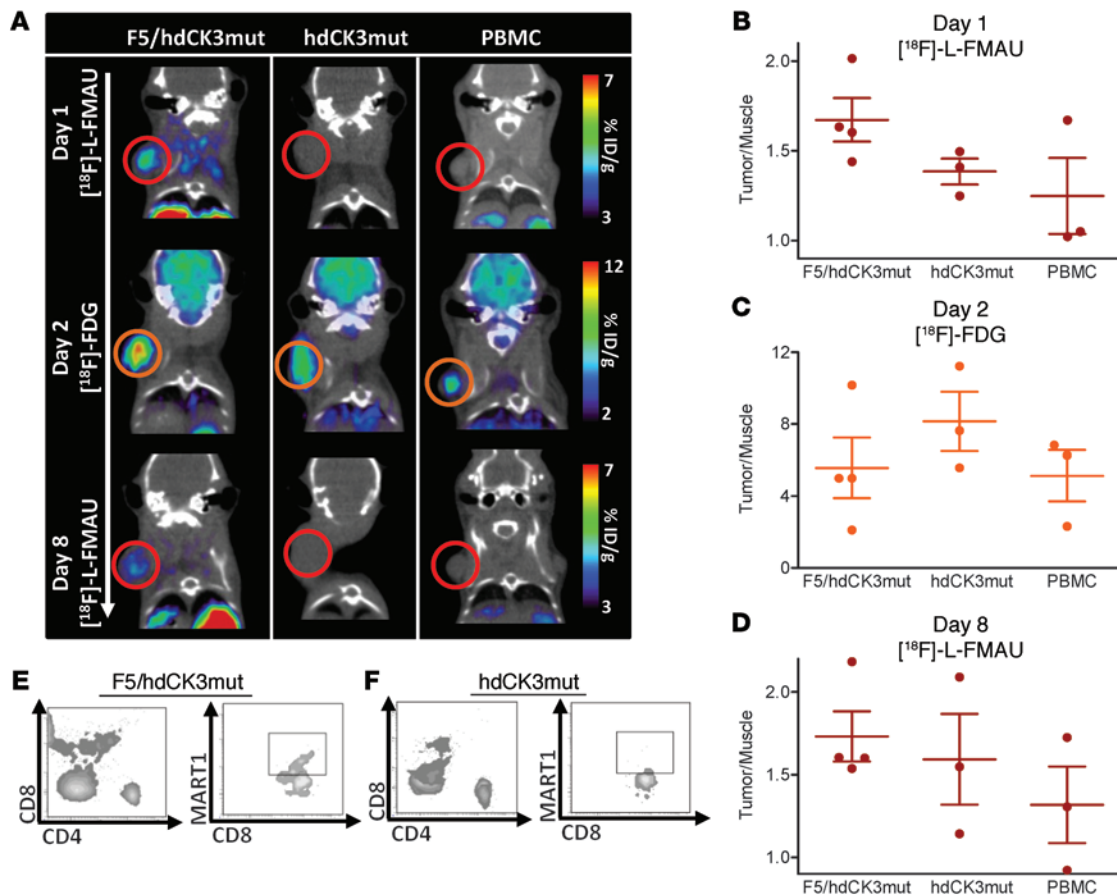 A
F5/hdCK3mut hdCK3mut PBMC
Day 1
[¹⁸F]-L-FMAU
7
% ID/g
3
Day 2
[¹⁸F]-FDG
12
% ID/g
2
Day 8
[¹⁸F]-L-FMAU
7
% ID/g
3
B
Day 1
[¹⁸F]-L-FMAU
Tumor/Muscle
2.0
1.5
1.0
F5/hdCK3mut hdCK3mut PBMC
C
Day 2
[¹⁸F]-FDG
Tumor/Muscle
12
8
4
0
F5/hdCK3mut hdCK3mut PBMC
D
Day 8
[¹⁸F]-L-FMAU
Tumor/Muscle
2.0
1.5
1.0
F5/hdCK3mut hdCK3mut PBMC
E
F5/hdCK3mut
CD8
CD4
MART1
CD8
F
hdCK3mut
CD8
CD4
MART1
CD8